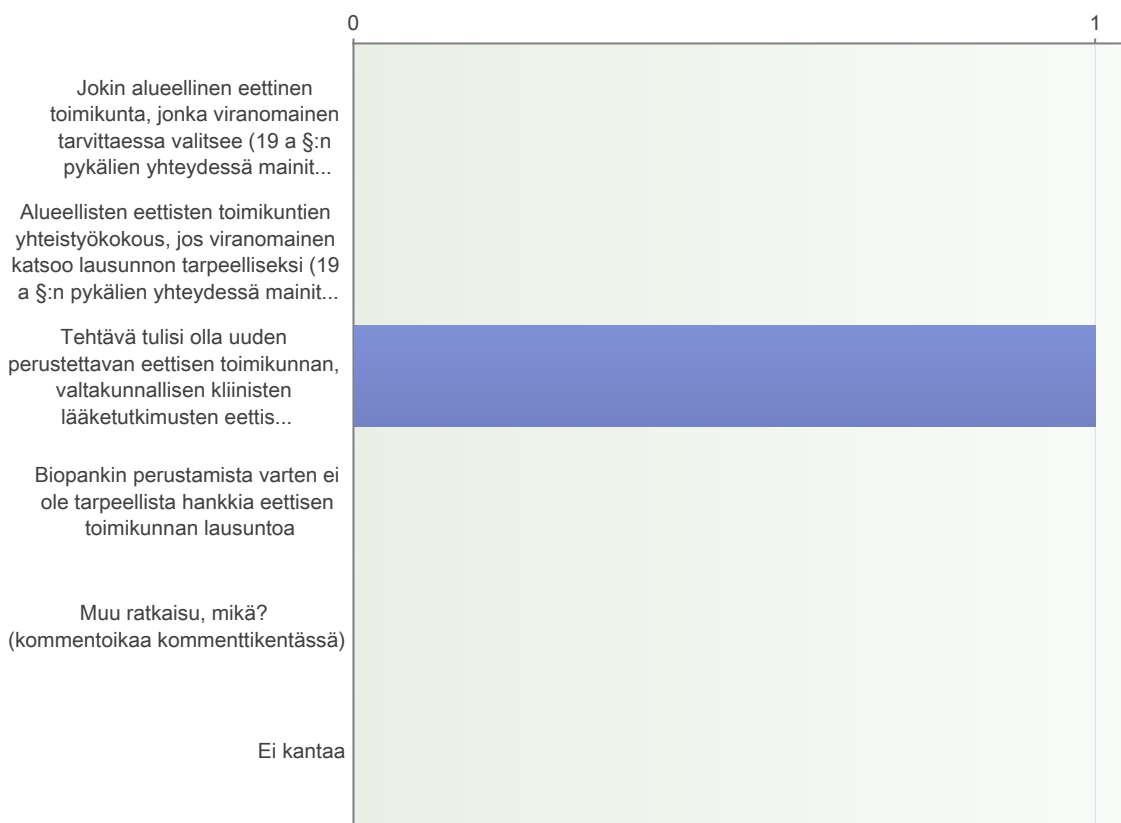 0
1
Jokin alueellinen eettinen
toimikunta, jonka viranomainen
tarvittaessa valitsee (19 a §:n
pykälien yhteydessä mainit...
Alueellisten eettisten toimikuntien
yhteistyökokous, jos viranomainen
katsoo lausunnon tarpeelliseksi (19
a §:n pykälien yhteydessä mainit...
Tehtävä tulisi olla uuden
perustettavan eettisen toimikunnan,
valtakunnallisen kliinisten
lääketutkimusten eettis...
Biopankin perustamista varten ei
ole tarpeellista hankkia eettisen
toimikunnan lausuntoa
Muu ratkaisu, mikä?
(kommentoikaa kommenttikentässä)
Ei kantaa